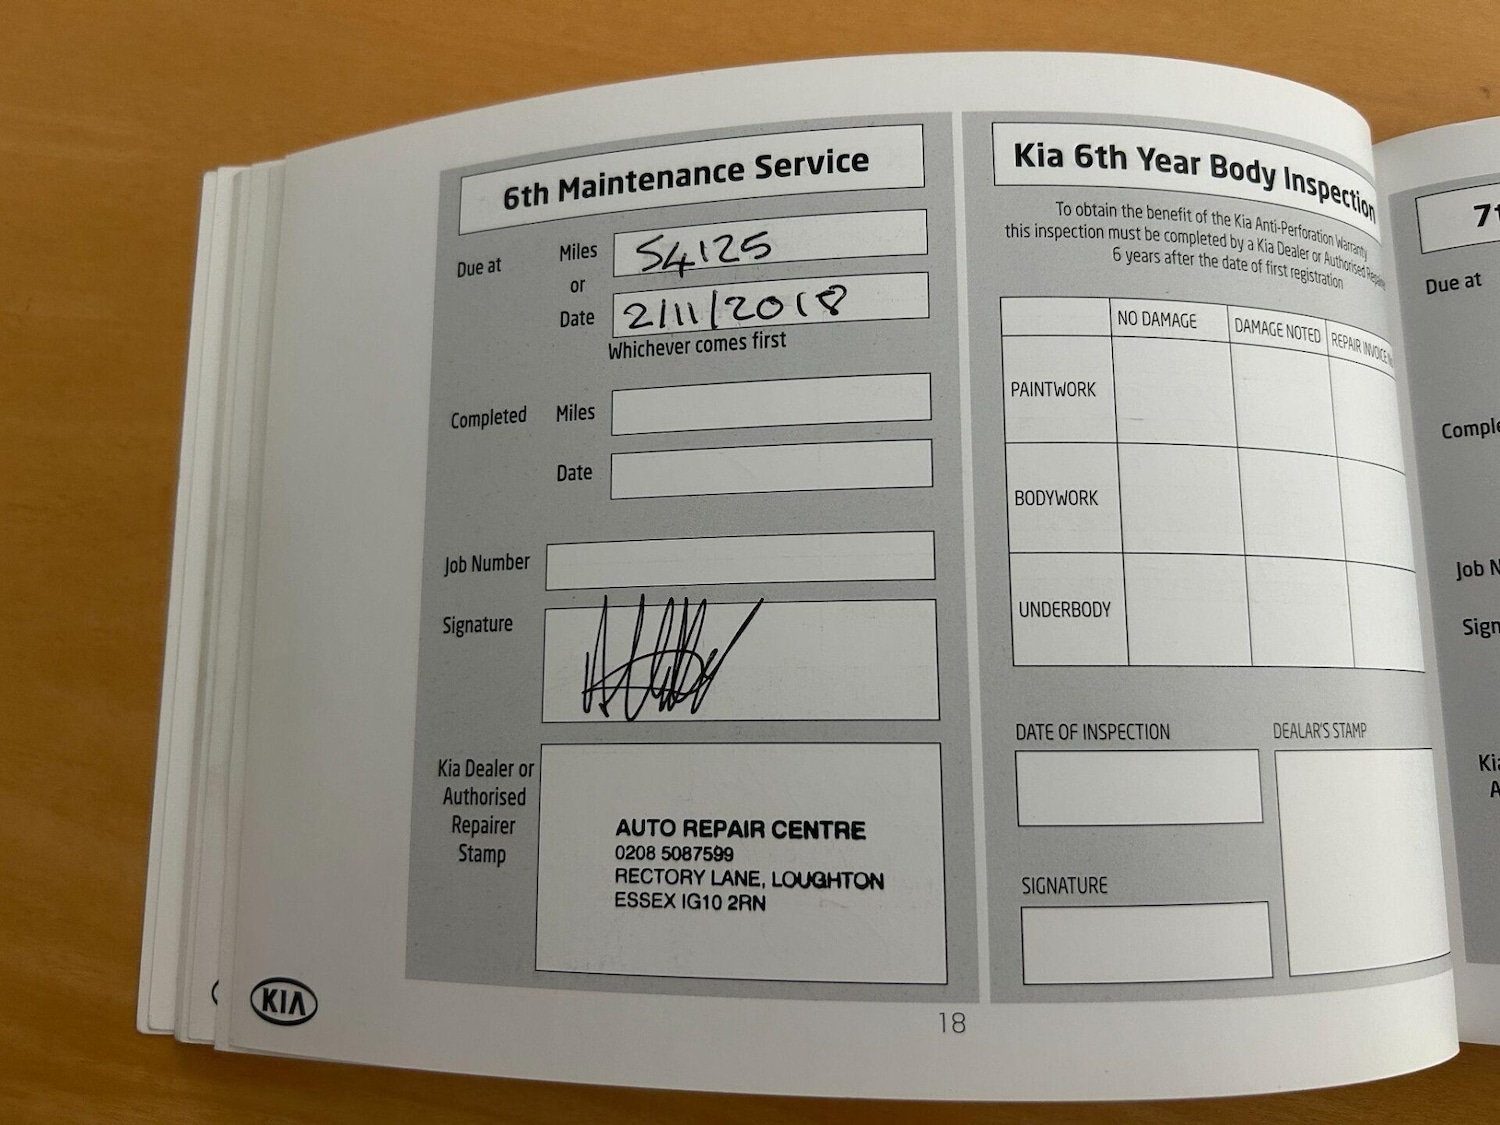 6th Maintenance Service
Due at
Miles
54125
or
Date
2/11/2018
Whichever comes first
Completed
Miles
Date
Job Number
Signature
Kia Dealer or
Authorised
Repairer
Stamp
AUTO REPAIR CENTRE
0208 5087599
RECTORY LANE, LOUGHTON
ESSEX IG10 2RN
KIA
18
Kia 6th Year Body Inspection
To obtain the benefit of the Kia Anti-Perforation Warranty
this inspection must be completed by a Kia Dealer or Authorised
6 years after the date of first registration
NO DAMAGE
DAMAGE NOTED
REPAIR INVOICE
PAINTWORK
BODYWORK
UNDERBODY
DATE OF INSPECTION
DEALAR'S STAMP
SIGNATURE
Due at